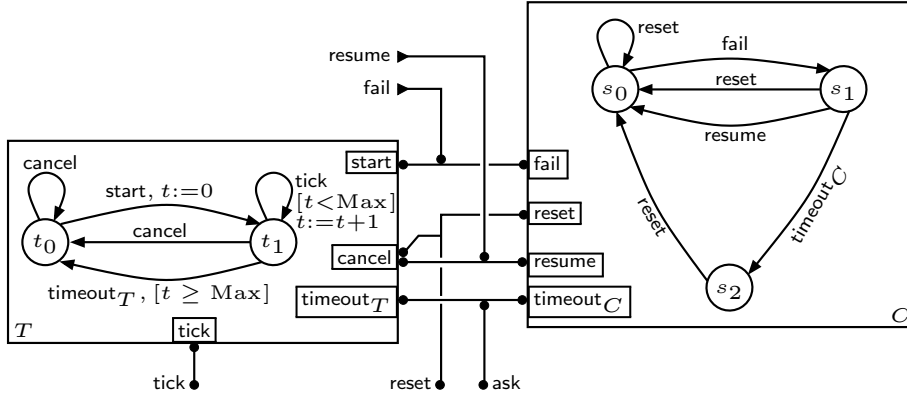 reset
resume
fail
fail
s0
reset
s1
resume
cancel
start
fail
start, t:=0
tick
[t<Max]
t:=t+1
reset
reset
timeoutC
cancel
t0
t1
cancel
resume
timeoutT, [t ≥ Max]
timeoutT
timeoutC
s2
T
tick
C
tick
reset
ask